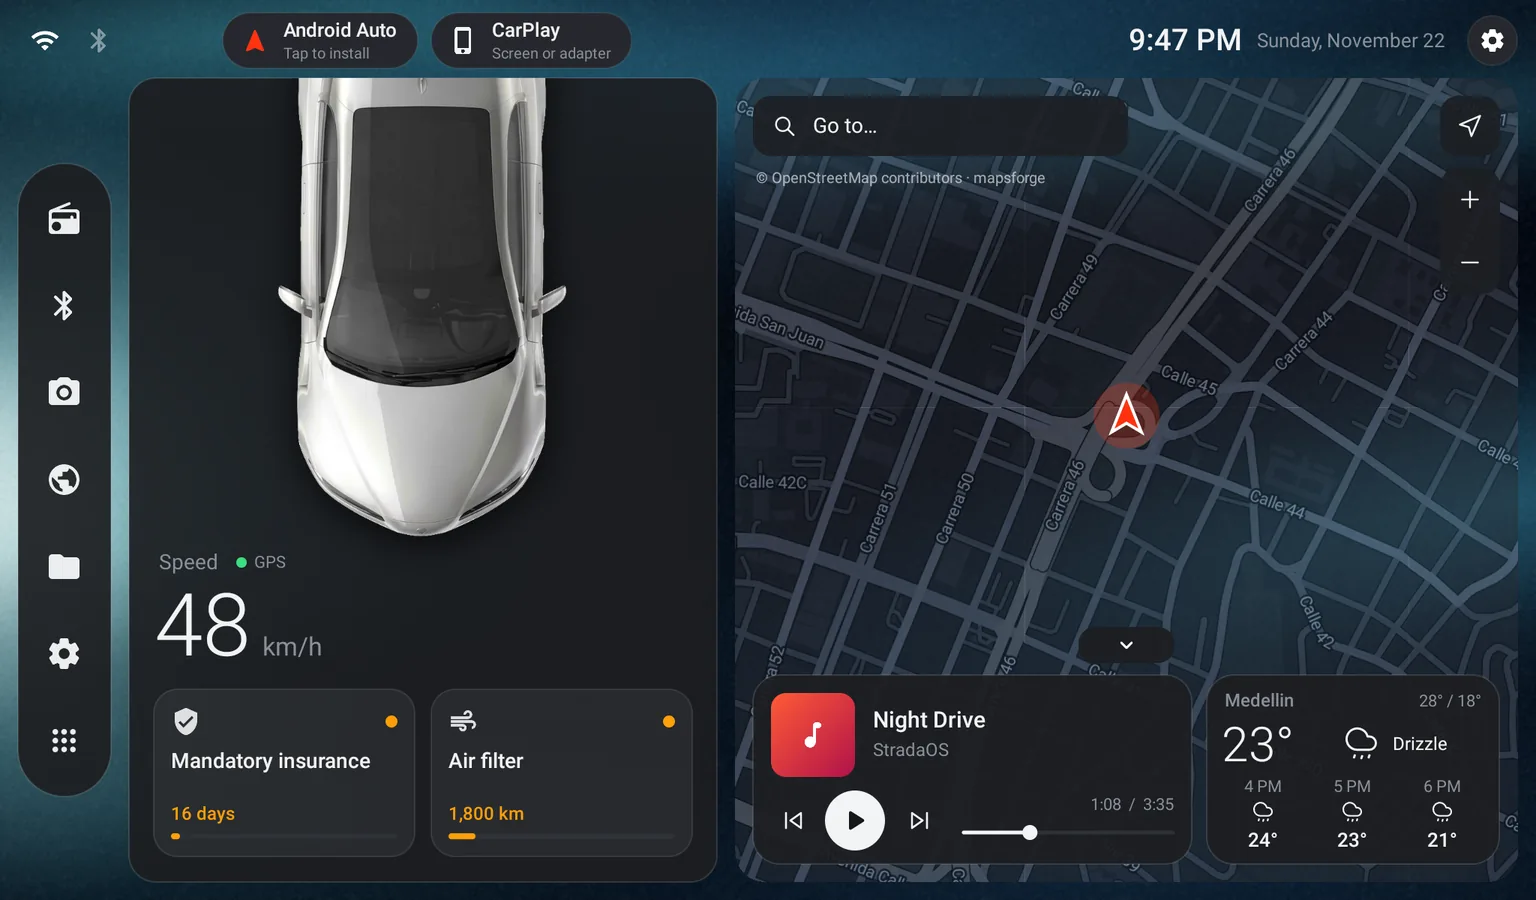 Android Auto
Tap to install
CarPlay
Screen or adapter
9:47 PM
Sunday, November 22
Go to...
© OpenStreetMap contributors · mapsforge
Carrera 46
Carrera 49
Carrera 44
Calle 45
Calle 42C
Carrera 51
Carrera 50
Carrera 46
Calle 44
Calle 42
San Juan
Speed
GPS
48 km/h
Mandatory insurance
16 days
Air filter
1,800 km
Night Drive
StradaOS
1:08 / 3:35
Medellin
28° / 18°
23°
Drizzle
4 PM
5 PM
6 PM
24°
23°
21°